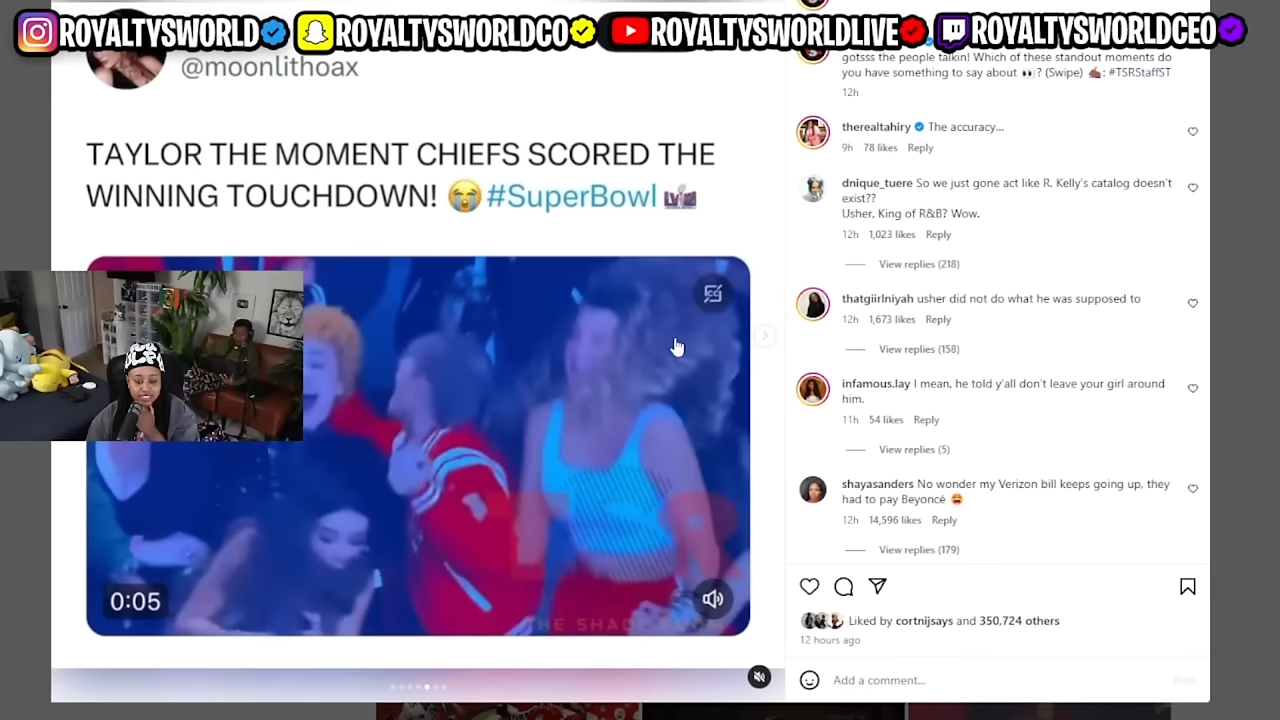 ROYALTYSWORLD
ROYALTYSWORLDCO
ROYALTYSWORLDLIVE
ROYALTYSWORLDCEO
@moonlithoax
TAYLOR THE MOMENT CHIEFS SCORED THE
WINNING TOUCHDOWN! 😭 #SuperBowl
CC
0:05
THE SHADE
gotsss the people talkin! Which of these standout moments do
you have something to say about 👀? (Swipe) ✍🏾: #TSRStaffST
12h
therealtahiry The accuracy...
9h 78 likes Reply
dnique_tuere So we just gone act like R. Kelly's catalog doesn't
exist??
Usher, King of R&B? Wow.
12h 1,023 likes Reply
View replies (218)
thatgiirlniyah usher did not do what he was supposed to
12h 1,673 likes Reply
View replies (158)
infamous.lay I mean, he told y'all don't leave your girl around
him.
11h 54 likes Reply
View replies (5)
shayasanders No wonder my Verizon bill keeps going up, they
had to pay Beyoncé 😩
12h 14,596 likes Reply
View replies (179)
Liked by cortnijsays and 350,724 others
12 hours ago
Add a comment...
Post